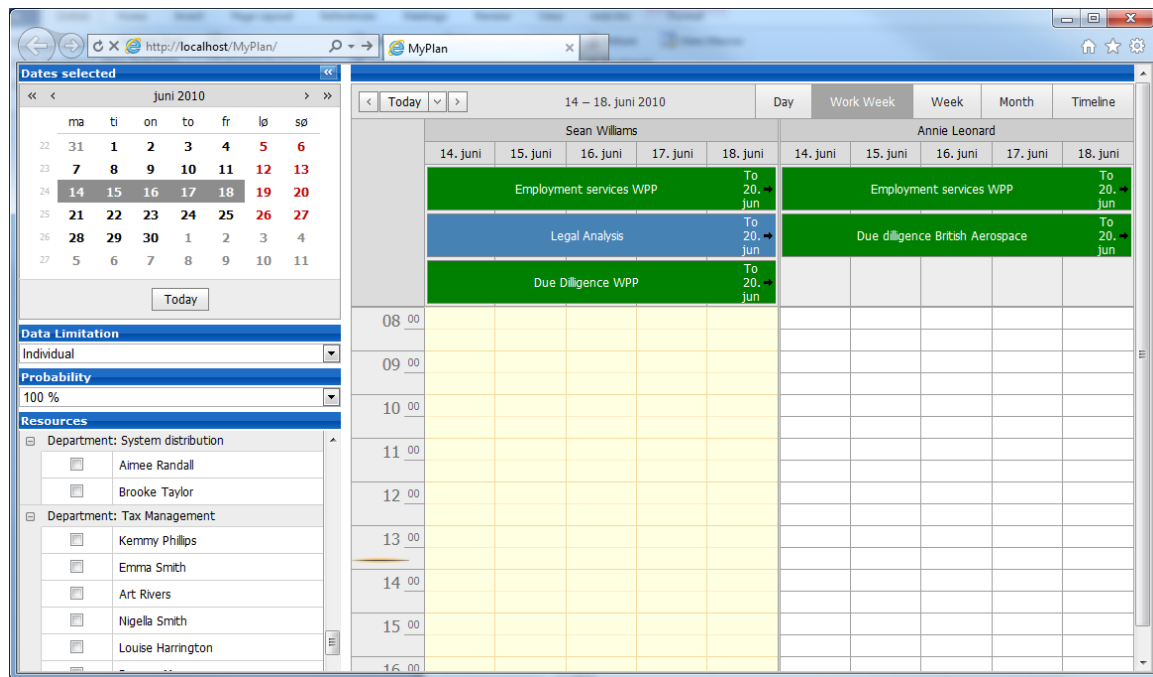 http://localhost/MyPlan/
MyPlan
Dates selected
juni 2010
ma ti on to fr lø sø
22 31 1 2 3 4 5 6
23 7 8 9 10 11 12 13
24 14 15 16 17 18 19 20
25 21 22 23 24 25 26 27
26 28 29 30 1 2 3 4
27 5 6 7 8 9 10 11
Today
Data Limitation
Individual
Probability
100 %
Resources
Department: System distribution
Aimee Randall
Brooke Taylor
Department: Tax Management
Kemmy Phillips
Emma Smith
Art Rivers
Nigella Smith
Louise Harrington
Today
14 – 18. juni 2010
Day Work Week Week Month Timeline
Sean Williams Annie Leonard
14. juni 15. juni 16. juni 17. juni 18. juni 14. juni 15. juni 16. juni 17. juni 18. juni
Employment services WPP
To
20.
jun
Employment services WPP
To
20.
jun
Legal Analysis
To
20.
jun
Due diligence British Aerospace
To
20.
jun
Due Dilligence WPP
To
20.
jun
08 00
09 00
10 00
11 00
12 00
13 00
14 00
15 00
16 00